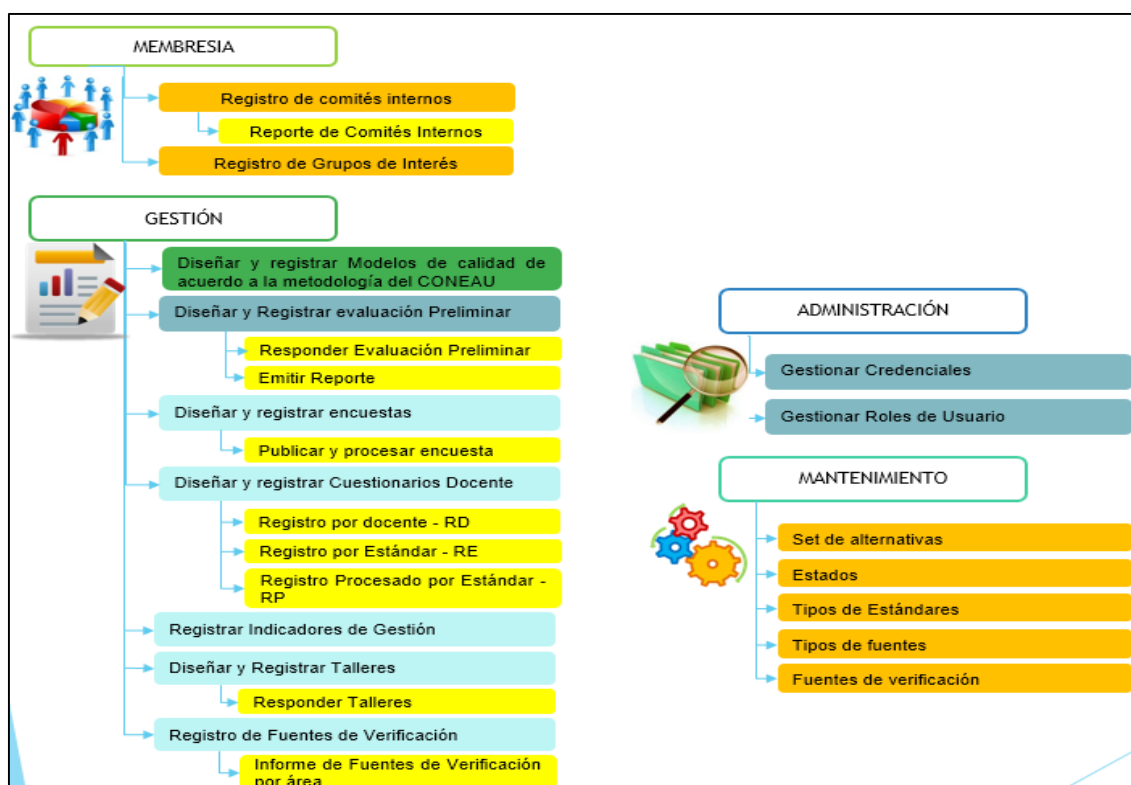 MEMBRESIA
Registro de comités internos
Reporte de Comités Internos
Registro de Grupos de Interés
GESTIÓN
Diseñar y registrar Modelos de calidad de
acuerdo a la metodología del CONEAU
Diseñar y Registrar evaluación Preliminar
Responder Evaluación Preliminar
Emitir Reporte
Diseñar y registrar encuestas
Publicar y procesar encuesta
Diseñar y registrar Cuestionarios Docente
Registro por docente - RD
Registro por Estándar - RE
Registro Procesado por Estándar -
RP
Registrar Indicadores de Gestión
Diseñar y Registrar Talleres
Responder Talleres
Registro de Fuentes de Verificación
Informe de Fuentes de Verificación
por área
ADMINISTRACIÓN
Gestionar Credenciales
Gestionar Roles de Usuario
MANTENIMIENTO
Set de alternativas
Estados
Tipos de Estándares
Tipos de fuentes
Fuentes de verificación